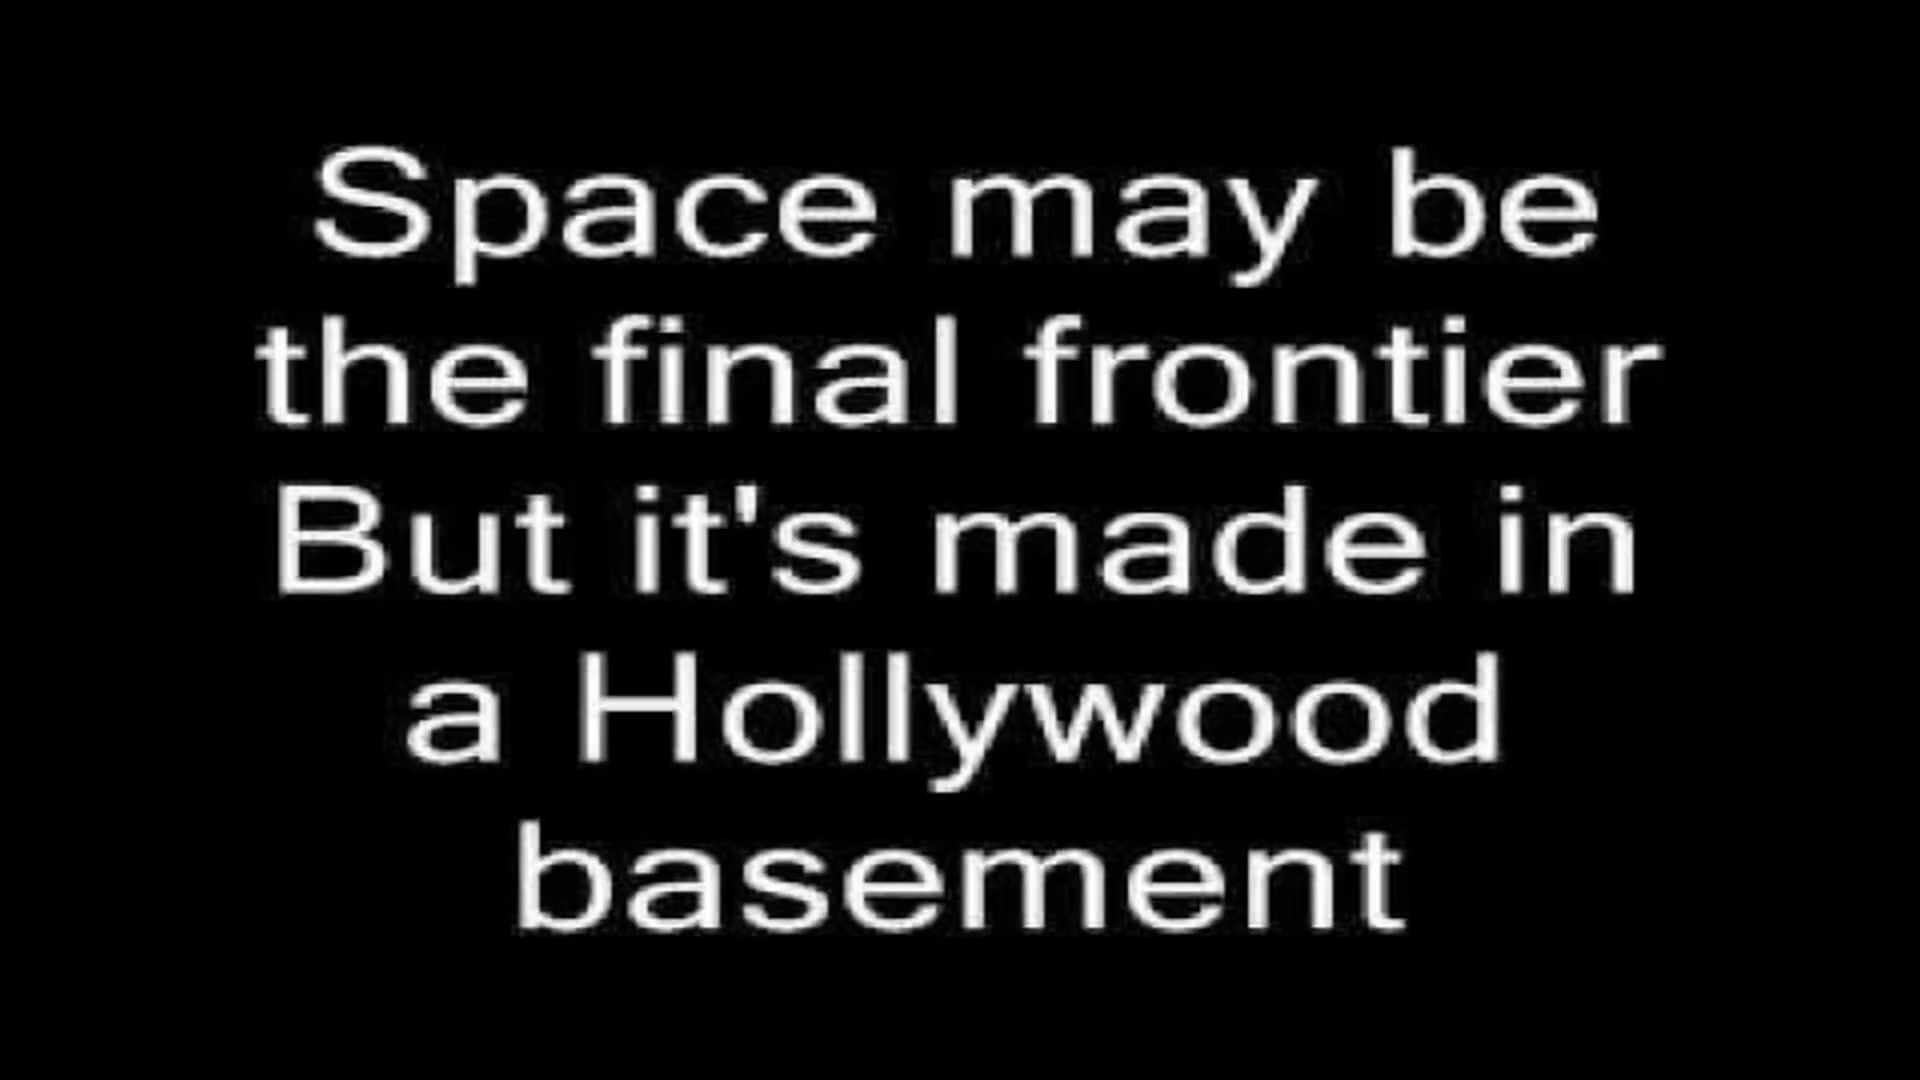 Space may be
the final frontier
But it's made in
a Hollywood
basement